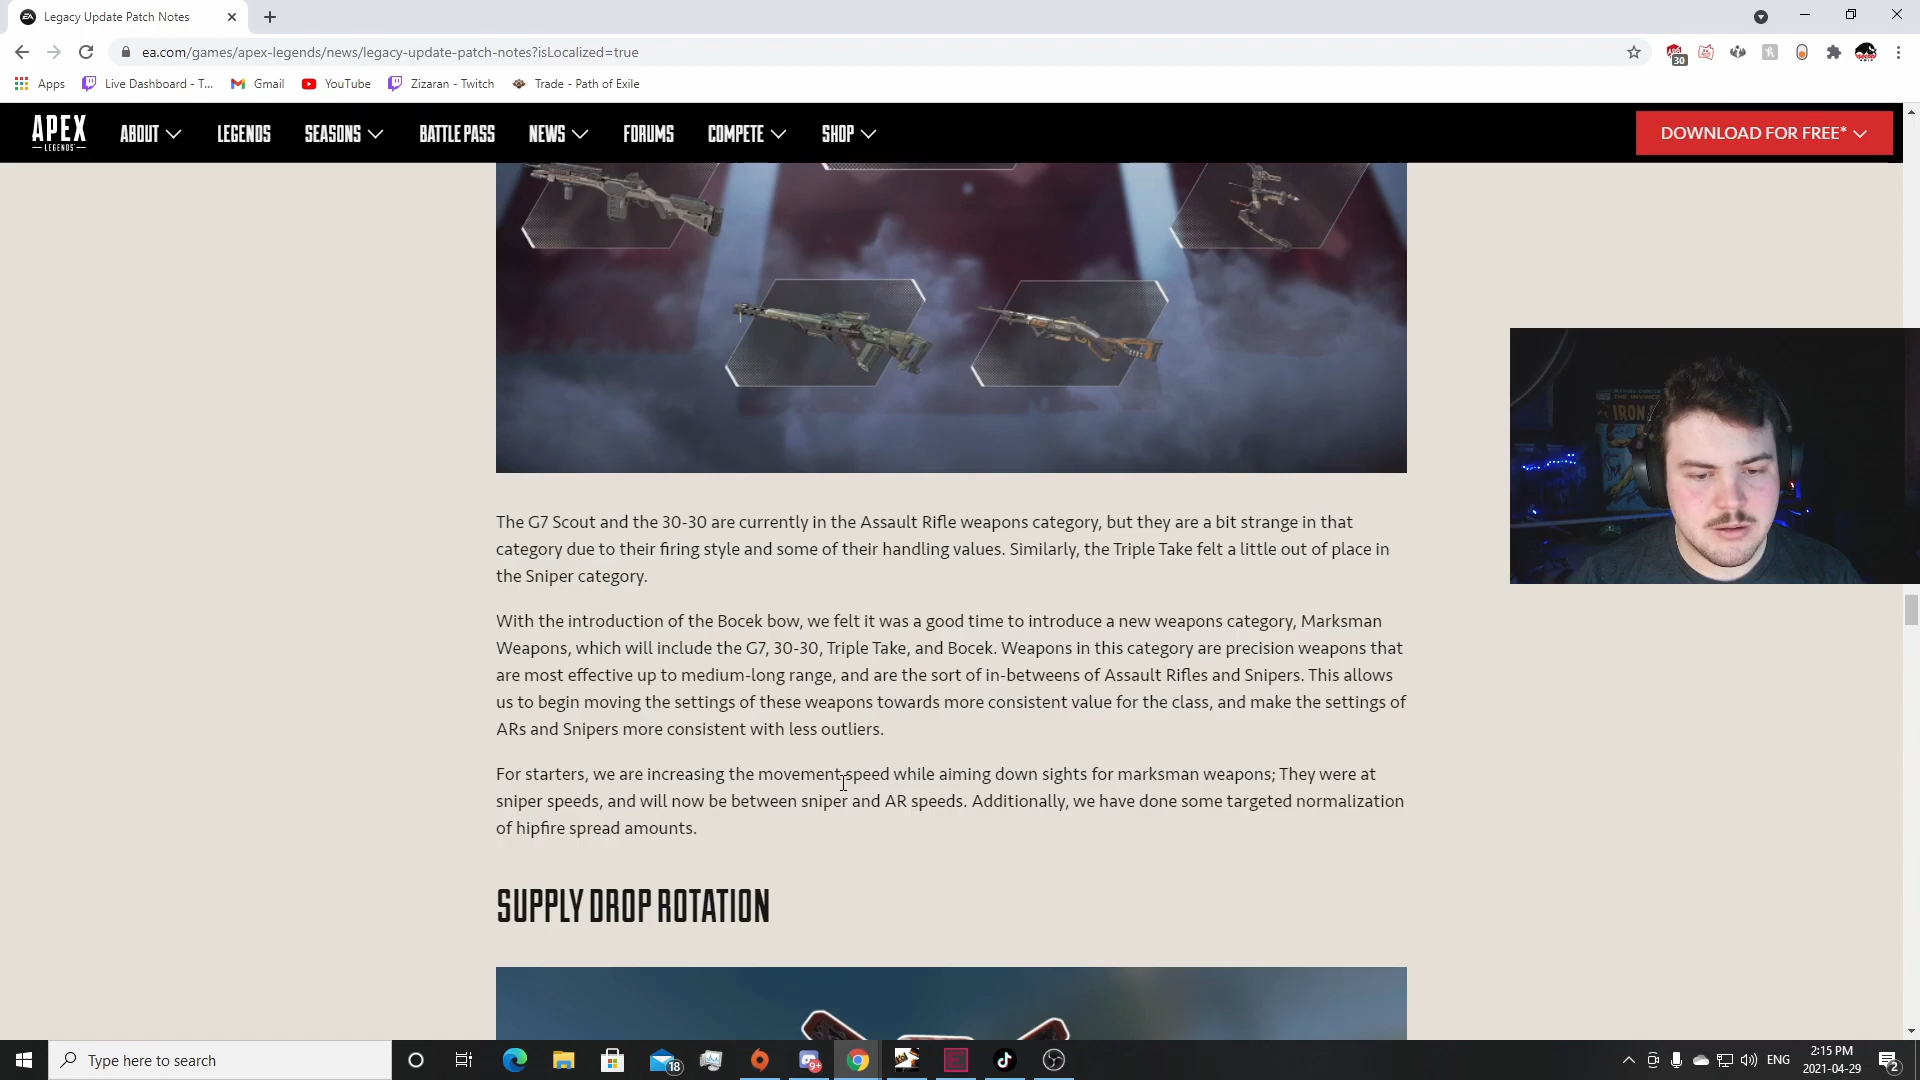 Legacy Update Patch Notes
ea.com/games/apex-legends/news/legacy-update-patch-notes?isLocalized=true
30
Apps
Live Dashboard - T...
Gmail
YouTube
Zizaran - Twitch
Trade - Path of Exile
APEX
LEGENDS
ABOUT
LEGENDS
SEASONS
BATTLE PASS
NEWS
FORUMS
COMPETE
SHOP
DOWNLOAD FOR FREE*
IRON
The G7 Scout and the 30-30 are currently in the Assault Rifle weapons category, but they are a bit strange in that
category due to their firing style and some of their handling values. Similarly, the Triple Take felt a little out of place in
the Sniper category.
With the introduction of the Bocek bow, we felt it was a good time to introduce a new weapons category, Marksman
Weapons, which will include the G7, 30-30, Triple Take, and Bocek. Weapons in this category are precision weapons that
are most effective up to medium-long range, and are the sort of in-betweens of Assault Rifles and Snipers. This allows
us to begin moving the settings of these weapons towards more consistent value for the class, and make the settings of
ARs and Snipers more consistent with less outliers.
For starters, we are increasing the movement speed while aiming down sights for marksman weapons; They were at
sniper speeds, and will now be between sniper and AR speeds. Additionally, we have done some targeted normalization
of hipfire spread amounts.
SUPPLY DROP ROTATION
Type here to search
18
9+
ENG
2:15 PM
2021-04-29
2